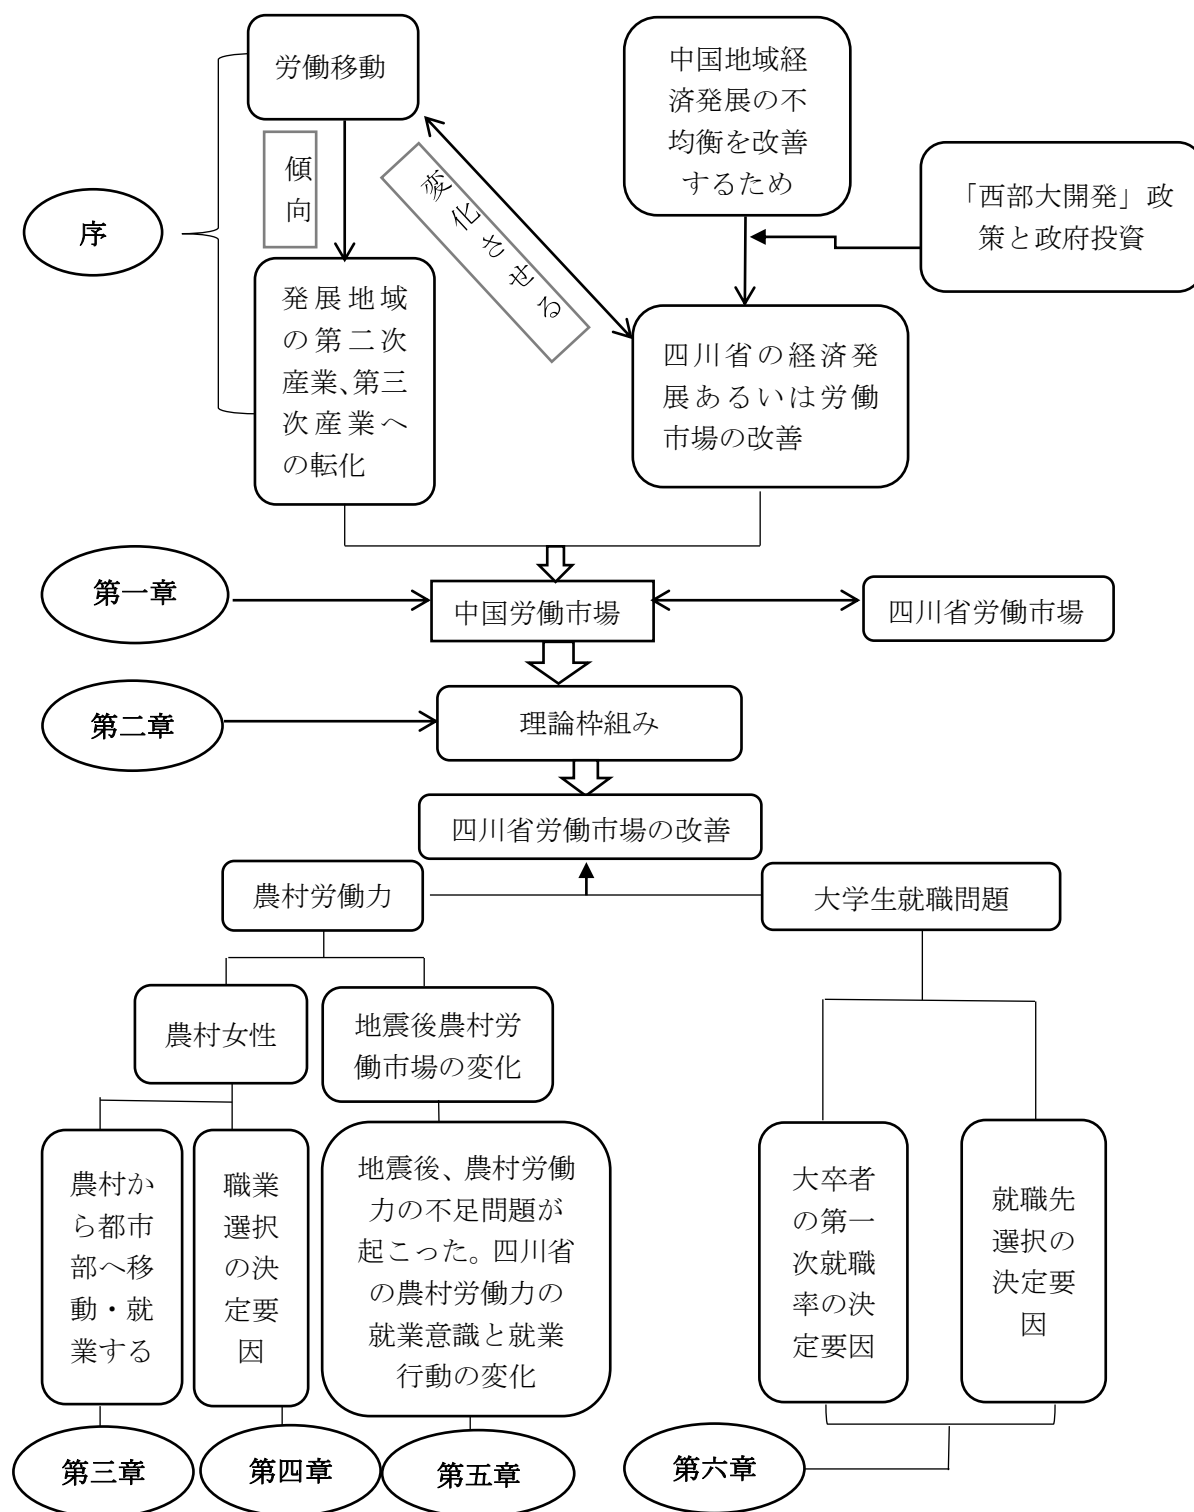 労働移動
中国地域経
済発展の不
均衡を改善
するため
傾
向
変化させる
「西部大開発」政
策と政府投資
序
発展地域
の第二次
産業、第三
次産業へ
の転化
四川省の経済発
展あるいは労働
市場の改善
第一章
中国労働市場
四川省労働市場
第二章
理論枠組み
四川省労働市場の改善
農村労働力
大学生就職問題
農村女性
地震後農村労
働市場の変化
農村か
ら都市
部へ移
動・就
業する
職業
選択
の決
定要
因
地震後、農村労働
力の不足問題が
起こった。四川省
の農村労働力の
就業意識と就業
行動の変化
大卒者
の第一
次就職
率の決
定要因
就職先
選択の
決定要
因
第三章
第四章
第五章
第六章